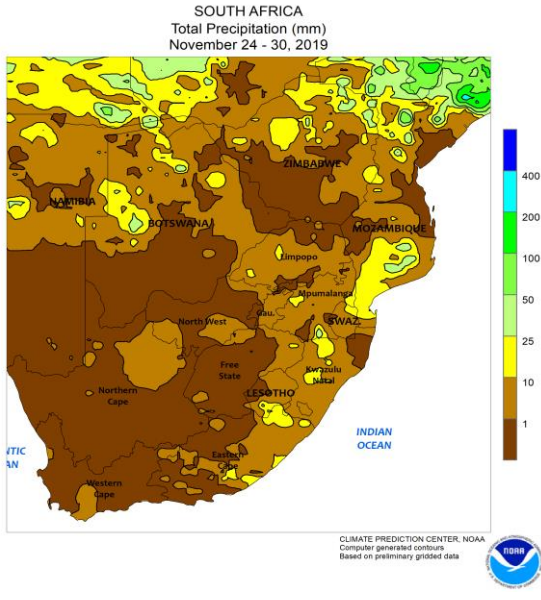 SOUTH AFRICA
Total Precipitation (mm)
November 24 - 30, 2019
ZIMBABWE
NAMIBIA
BOTSWANA
MOZAMBIQUE
Limpopo
Mpumalanga
Gau.
North West
SWAZ.
Free
State
Kwazulu
Natal
Northern
Cape
LESOTHO
Eastern
Cape
Western
Cape
NTIC
AN
INDIAN
OCEAN
400
200
100
50
25
10
1
CLIMATE PREDICTION CENTER, NOAA
Computer generated contours
Based on preliminary gridded data
NOAA